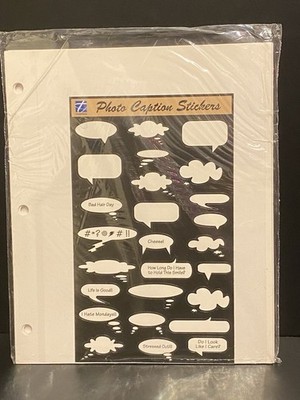 Photo Caption Stickers
Bad Hair Day
#*?@*#!!
Cheese!
How Long Do I Have
to Hold This Smile?
Life is Good!
I Hate Mondays!
Stressed Out!!
Do I Look
Like I Care?